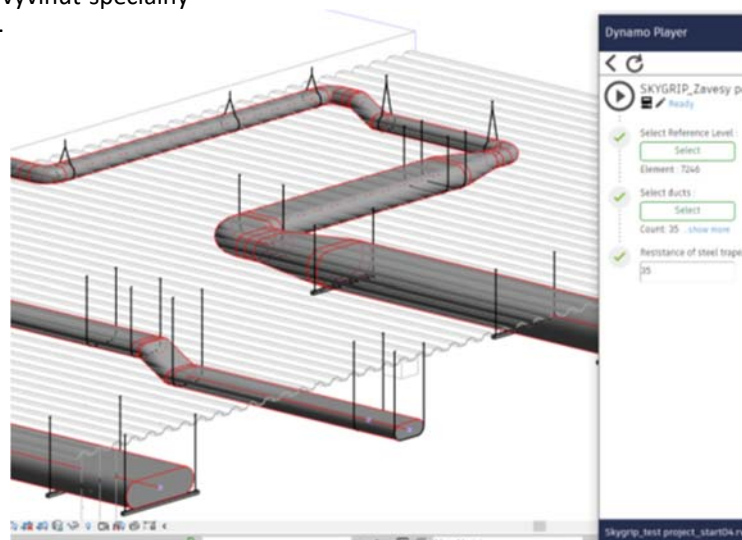 vyvinut speciálny
.
Dynamo Player
SKYGRIP_Zavesy p
Ready
Select Reference Level :
Select
Element : 7246
Select ducts :
Select
Count: 35 ...show more
Resistance of steel trape
35
Skygrip_test project_start04.r